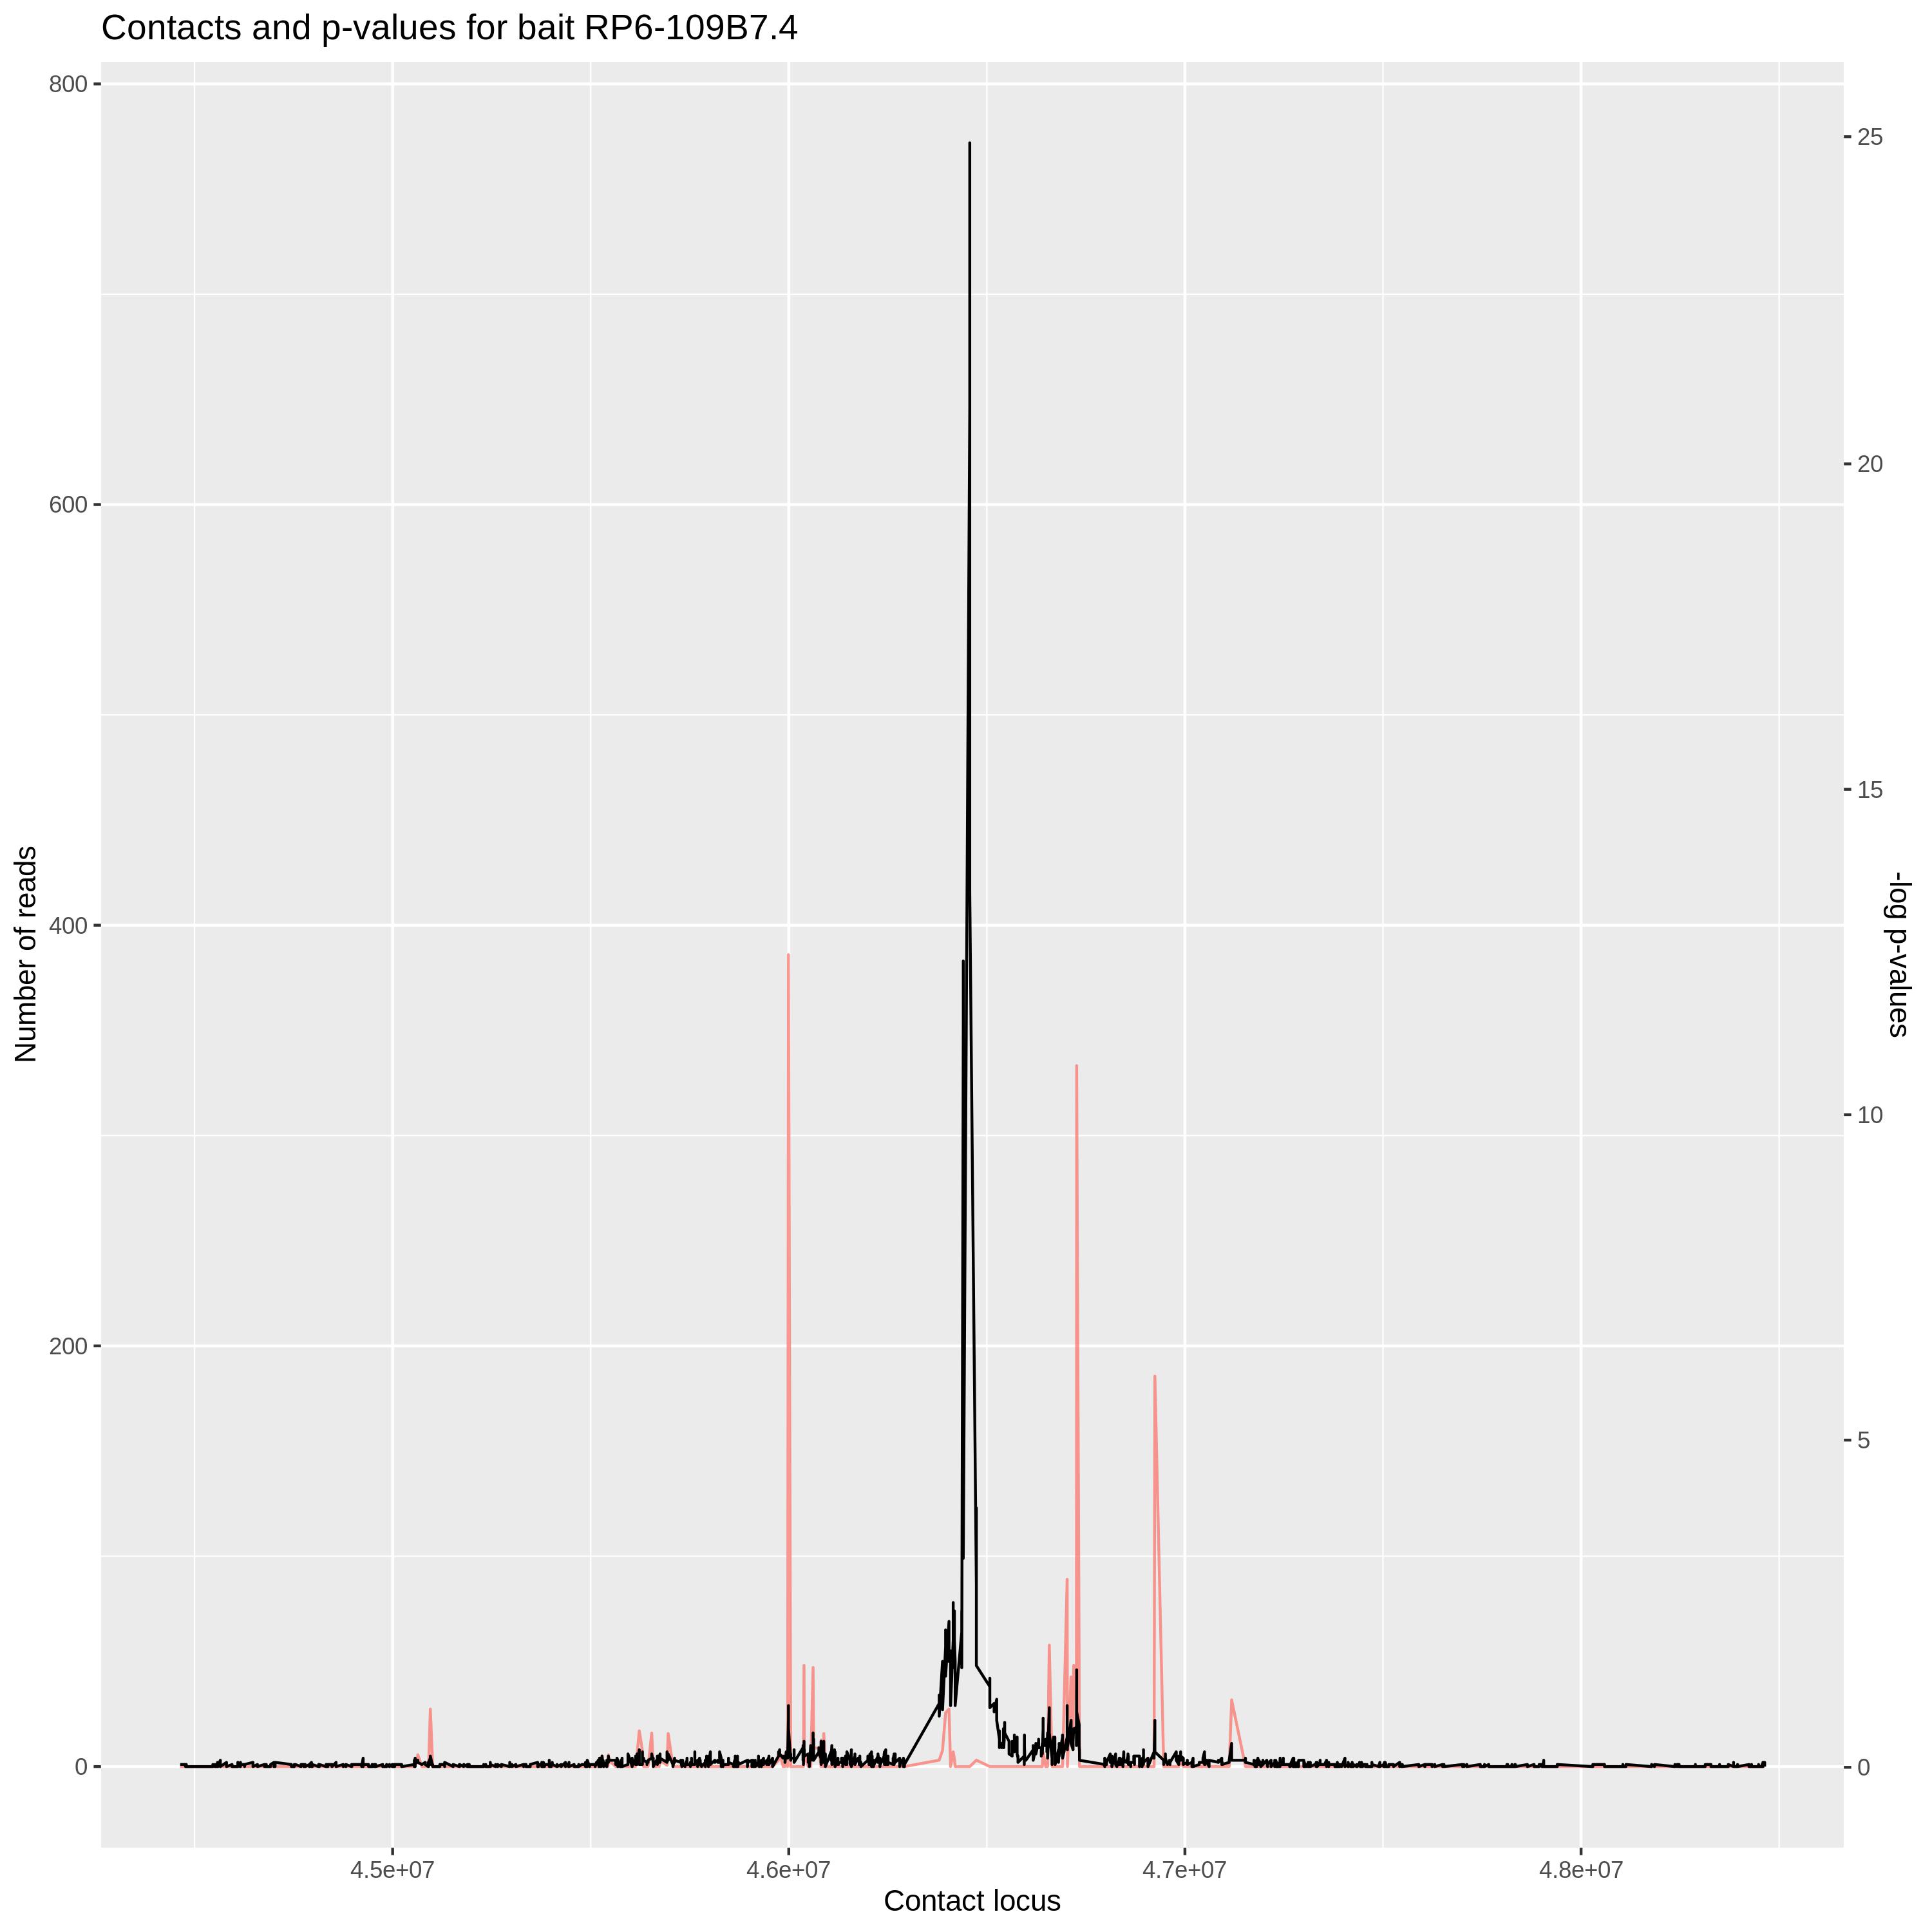 Contacts and p-values for bait RP6-109B7.4
800
600
400
200
0
Number of reads
25
20
15
10
5
0
-log p-values
4.5e+07
4.6e+07
4.7e+07
4.8e+07
Contact locus